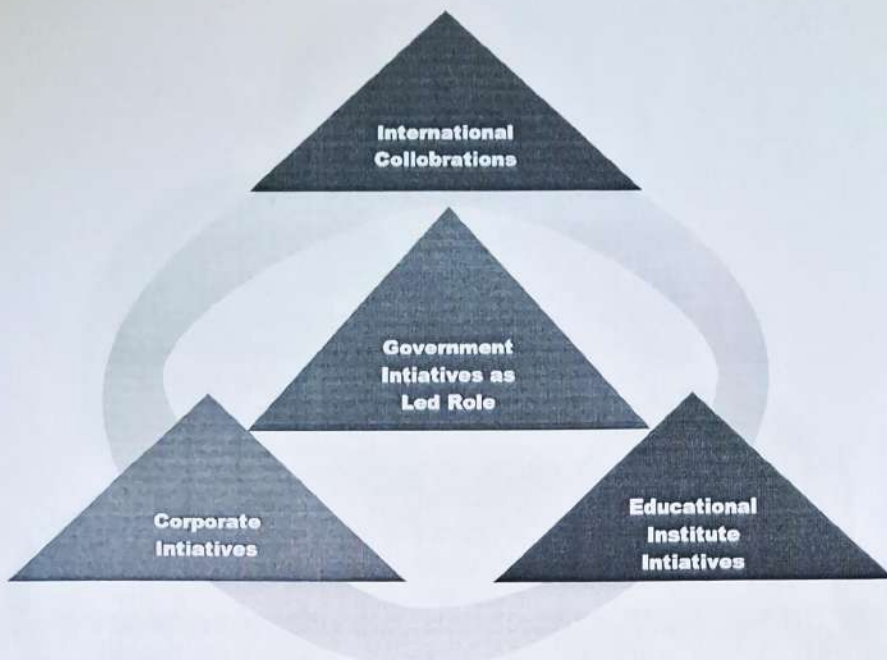 International
Collobrations
Government
Intiatives as
Led Role
Corporate
Intiatives
Educational
Institute
Intiatives